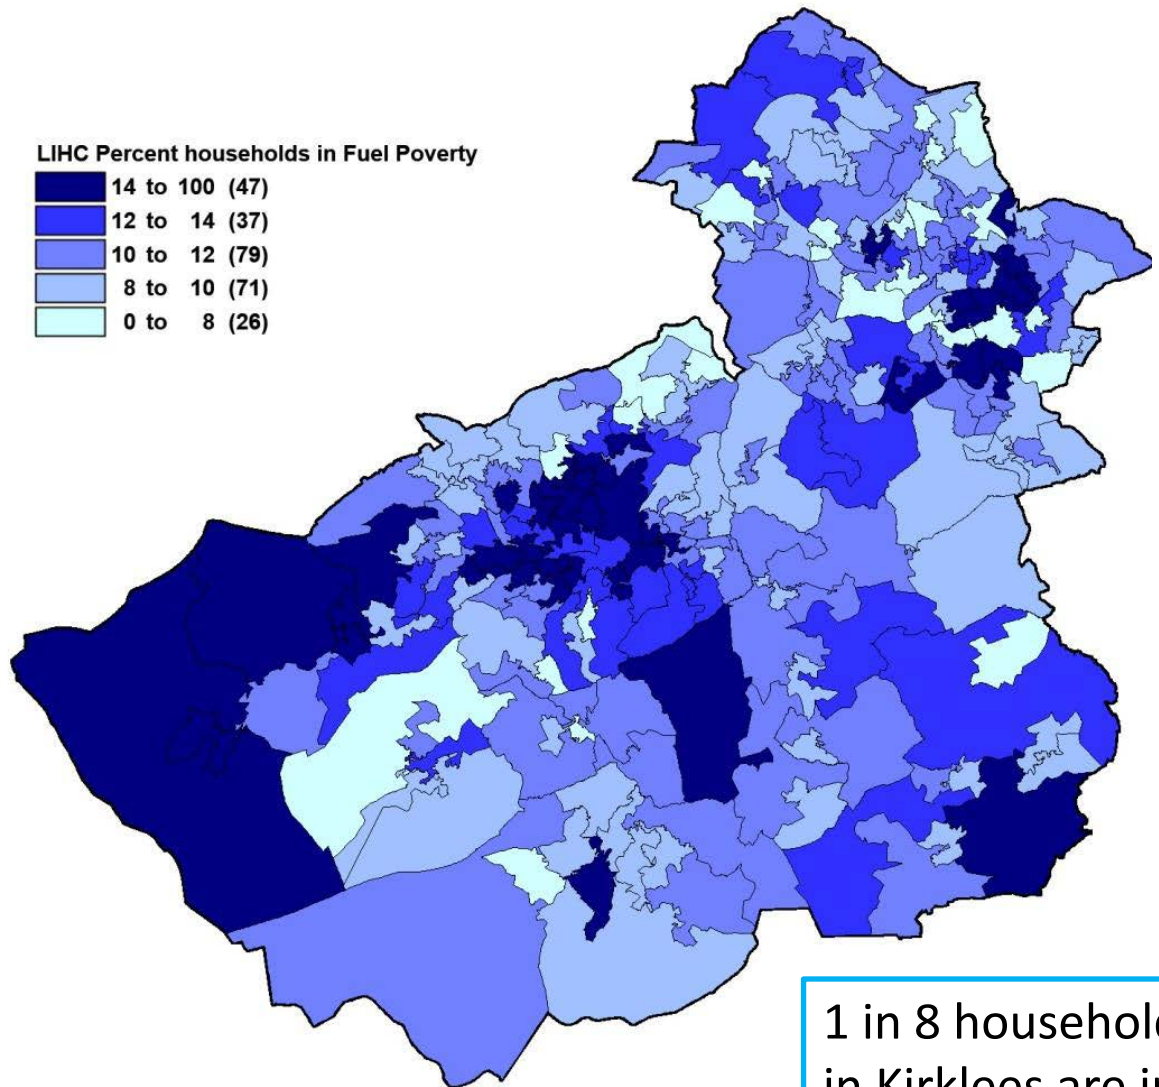 LIHC Percent households in Fuel Poverty
14 to 100 (47)
12 to 14 (37)
10 to 12 (79)
8 to 10 (71)
0 to 8 (26)
1 in 8
in Kirklees are